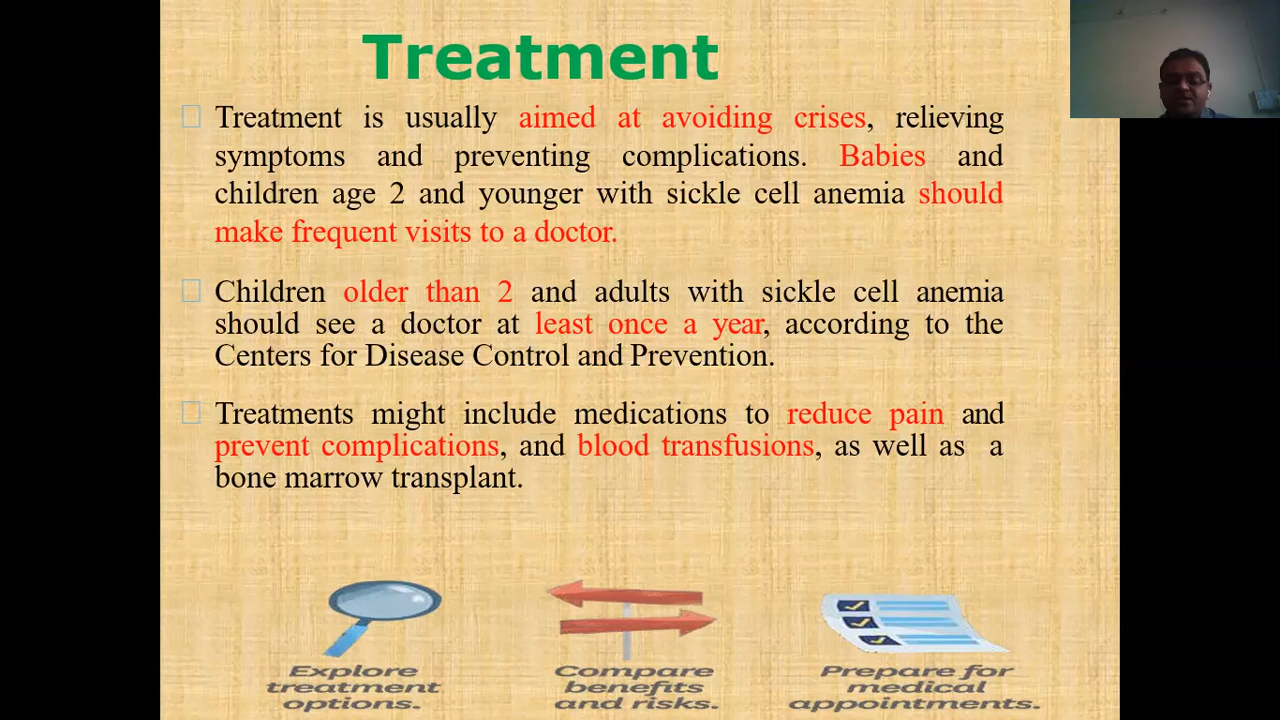 Treatment
Treatment is usually aimed at avoiding crises, relieving
symptoms and preventing complications. Babies and
children age 2 and younger with sickle cell anemia should
make frequent visits to a doctor.
Children older than 2 and adults with sickle cell anemia
should see a doctor at least once a year, according to the
Centers for Disease Control and Prevention.
Treatments might include medications to reduce pain and
prevent complications, and blood transfusions, as well as a
bone marrow transplant.
Explore
treatment
options.
Compare
benefits
and risks.
Prepare for
medical
appointments.